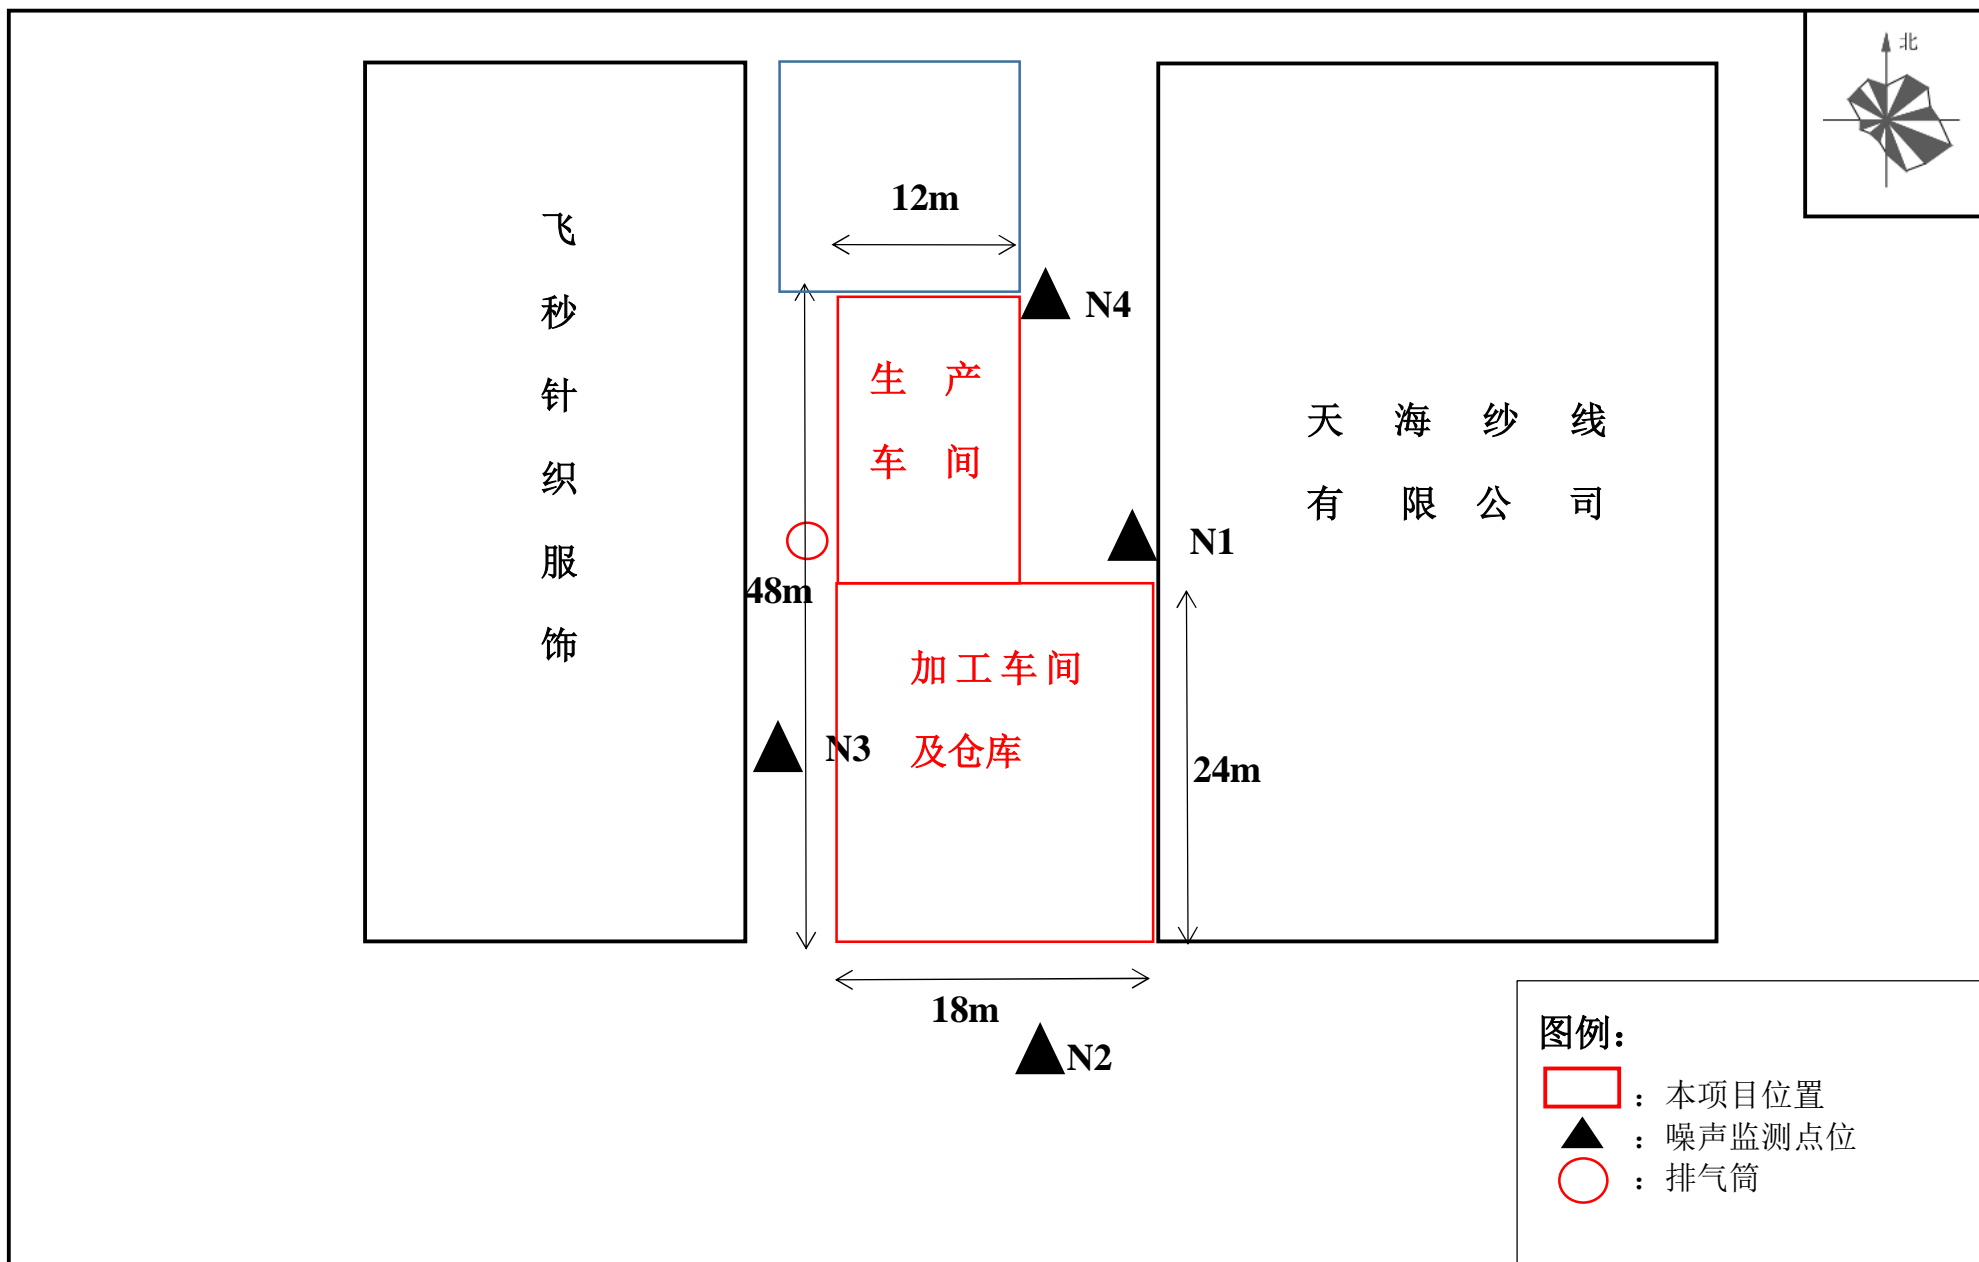 北
12m
飞
秒
针
织
服
饰
N4
生 产
车 间
天 海 纱 线
有 限 公 司
N1
48m
加工车间
及仓库
N3
24m
18m
N2
图例：
：本项目位置
：噪声监测点位
：排气筒